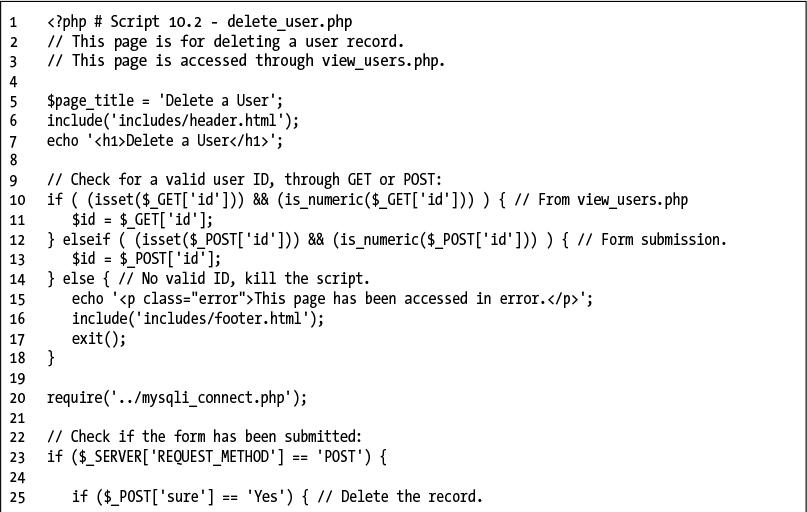 1 <?php # Script 10.2 - delete_user.php
2 // This page is for deleting a user record.
3 // This page is accessed through view_users.php.
4
5 $page_title = 'Delete a User';
6 include('includes/header.html');
7 echo '<h1>Delete a User</h1>';
8
9 // Check for a valid user ID, through GET or POST:
10 if ( (isset($_GET['id'])) && (is_numeric($_GET['id'])) ) { // From view_users.php
11    $id = $_GET['id'];
12 } elseif ( (isset($_POST['id'])) && (is_numeric($_POST['id'])) ) { // Form submission.
13    $id = $_POST['id'];
14 } else { // No valid ID, kill the script.
15    echo '<p class="error">This page has been accessed in error.</p>';
16    include('includes/footer.html');
17    exit();
18 }
19
20 require('../mysqli_connect.php');
21
22 // Check if the form has been submitted:
23 if ($_SERVER['REQUEST_METHOD'] == 'POST') {
24
25    if ($_POST['sure'] == 'Yes') { // Delete the record.